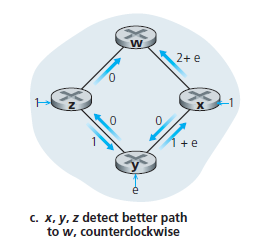 w
2+ e
0
1
z
x
1
0
0
1
1 + e
y
e
c. x, y, z detect better path
to w, counterclockwise